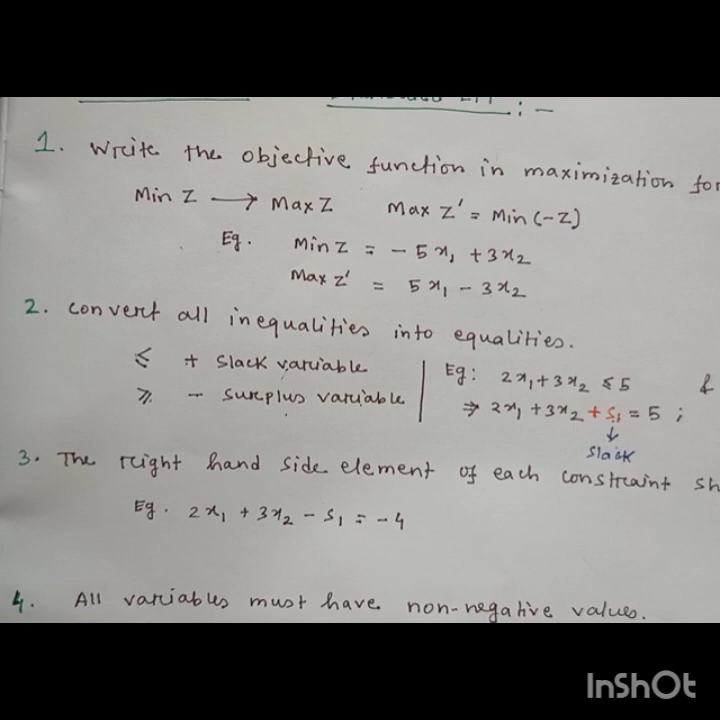 : -
1. Write the objective function in maximization for
Min Z → Max Z Max Z' = Min (-Z)
Eg. Min Z = - 5x₁ + 3x₂
Max Z' = 5x₁ - 3x₂
2. Convert all inequalities into equalities.
≤ + Slack variable
≥ - Surplus variable
Eg: 2x₁ + 3x₂ ≤ 5 &
⇒ 2x₁ + 3x₂ + S₁ = 5 ;
↓
Slack
3. The right hand side element of each constraint sh
Eg. 2x₁ + 3x₂ - S₁ = -4
4. All variables must have non-negative values.
InShOt